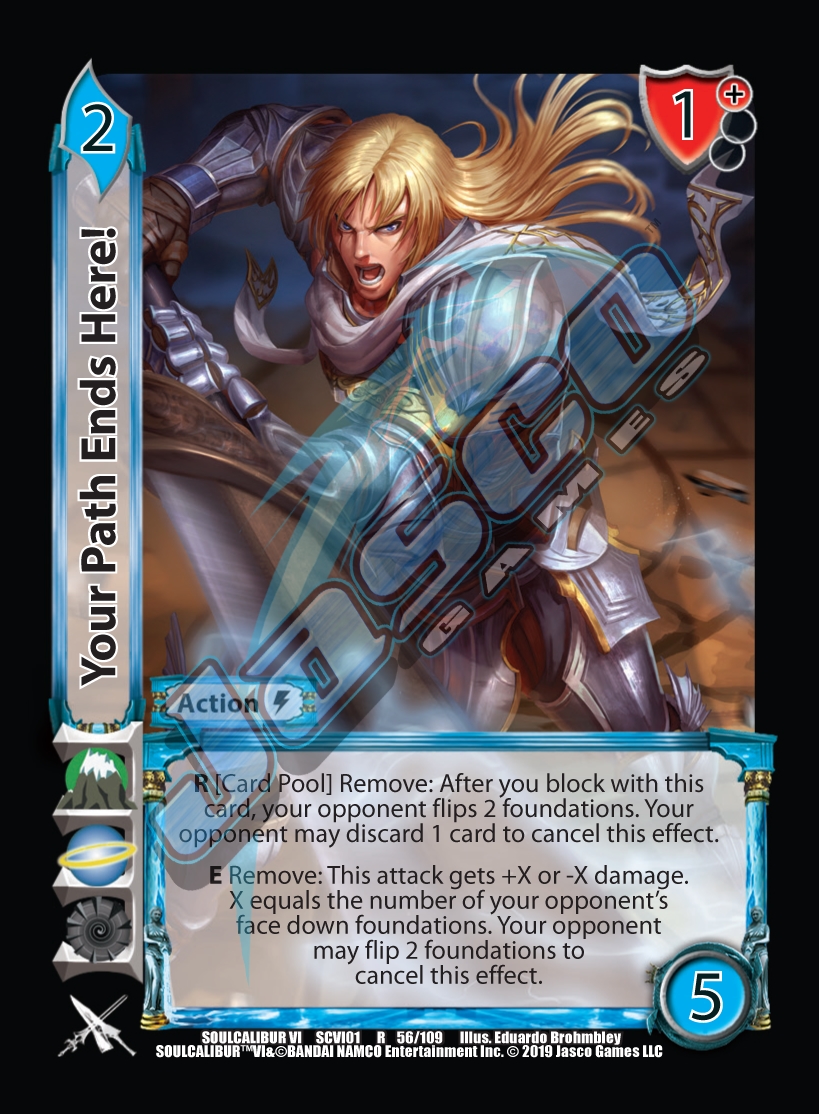 2
1
+
Your Path Ends Here!
JASCO
GAMES
Action
R [Card Pool] Remove: After you block with this
card, your opponent flips 2 foundations. Your
opponent may discard 1 card to cancel this effect.
E Remove: This attack gets +X or -X damage.
X equals the number of your opponent's
face down foundations. Your opponent
may flip 2 foundations to
cancel this effect.
5
SOULCALIBUR VI SCVI01 R 56/109 Illus. Eduardo Brohmbley
SOULCALIBUR™VI&©BANDAI NAMCO Entertainment Inc. © 2019 Jasco Games LLC